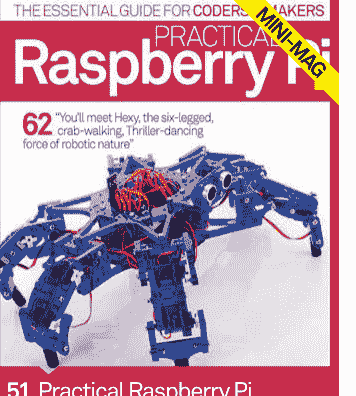 THE ESSENTIAL GUIDE FOR CODERS MAKERS
MINI-MAG
PRACTICAL
Raspberry Pi
62 "You'll meet Hexy, the six-legged,
crab-walking, Thriller-dancing
force of robotic nature"
51 Practical Raspberry Pi